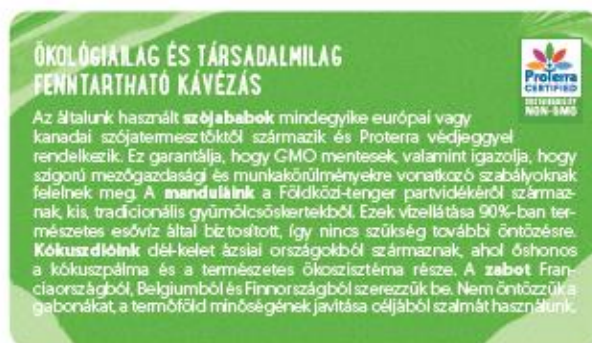 ÖKOLÓGIAILAG ÉS TÁRSADALMILAG
FENNTARTHATÓ KÁVÉZÁS
Proterra
CERTIFIED
NON-GMO
Az általunk használt szójababok mindegyike európai vagy
kanadai szójatermesztőktől származik és Proterra védjeggyel
rendelkezik. Ez garantálja, hogy GMO mentesek, valamint igazolja, hogy
szigorú mezőgazdasági és munkakörülményekre vonatkozó szabályoknak
felelnek meg. A manduláink a Földközi-tenger partvidékéről származ-
nak, kis, tradicionális gyümölcsöskertekből. Ezek vízellátása 90%-ban ter-
mészetes esővíz által biztosított, így nincs szükség további öntözésre.
Kókuszdióink dél-kelet ázsiai országokból származnak, ahol őshonos
a kókuszpálma és a természetes ökoszisztéma része. A zabot Fran-
ciaországból, Belgiumból és Finnországból szerezzük be. Nem öntözzük a
gabonákat, a termőföld minőségének javítása céljából szalmát használunk.